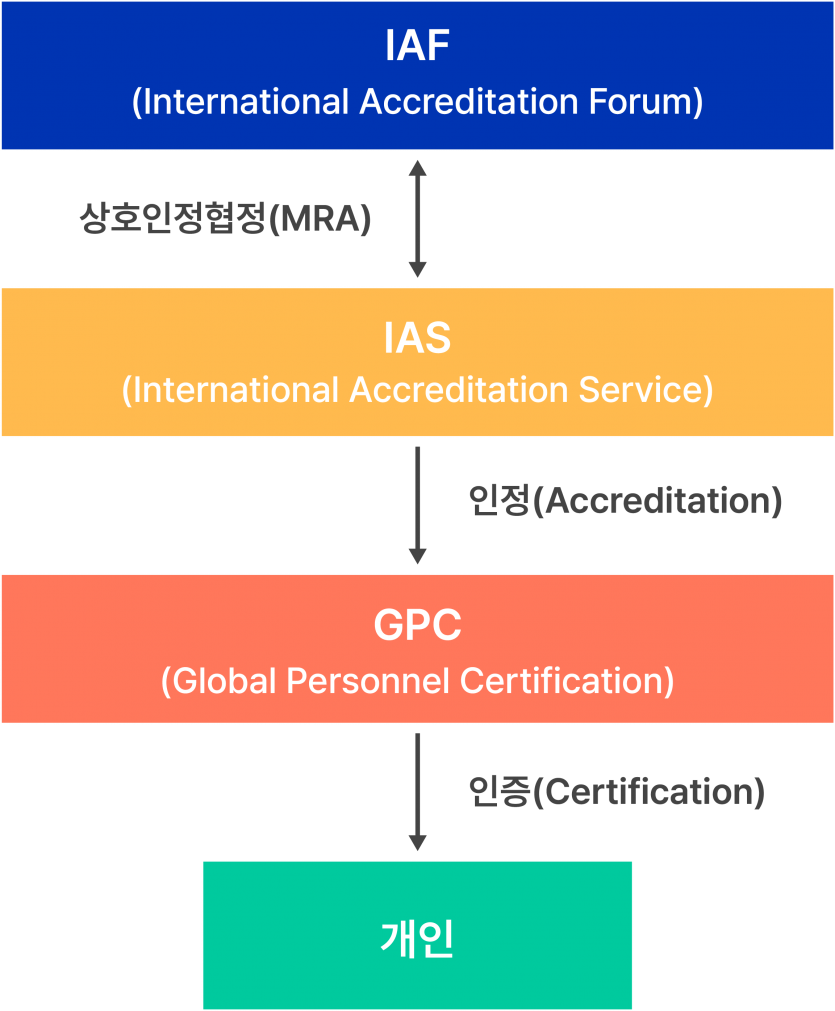 IAF
(International Accreditation Forum)
상호인정협정(MRA)
IAS
(International Accreditation Service)
인정(Accreditation)
GPC
(Global Personnel Certification)
인증(Certification)
개인